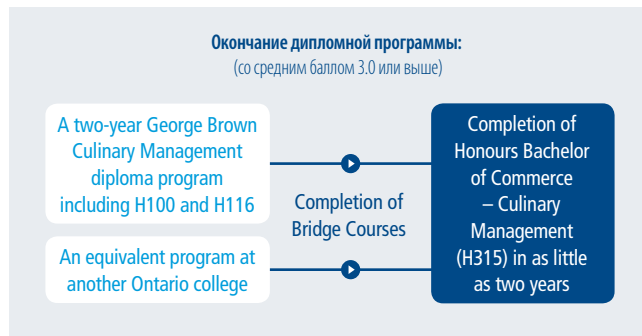 Окончание дипломной программы:
(со средним баллом 3.0 или выше)
A two-year George Brown
Culinary Management
diploma program
including H100 and H116
An equivalent program at
another Ontario college
Completion of
Bridge Courses
Completion of
Honours Bachelor
of Commerce
– Culinary
Management
(H315) in as little
as two years